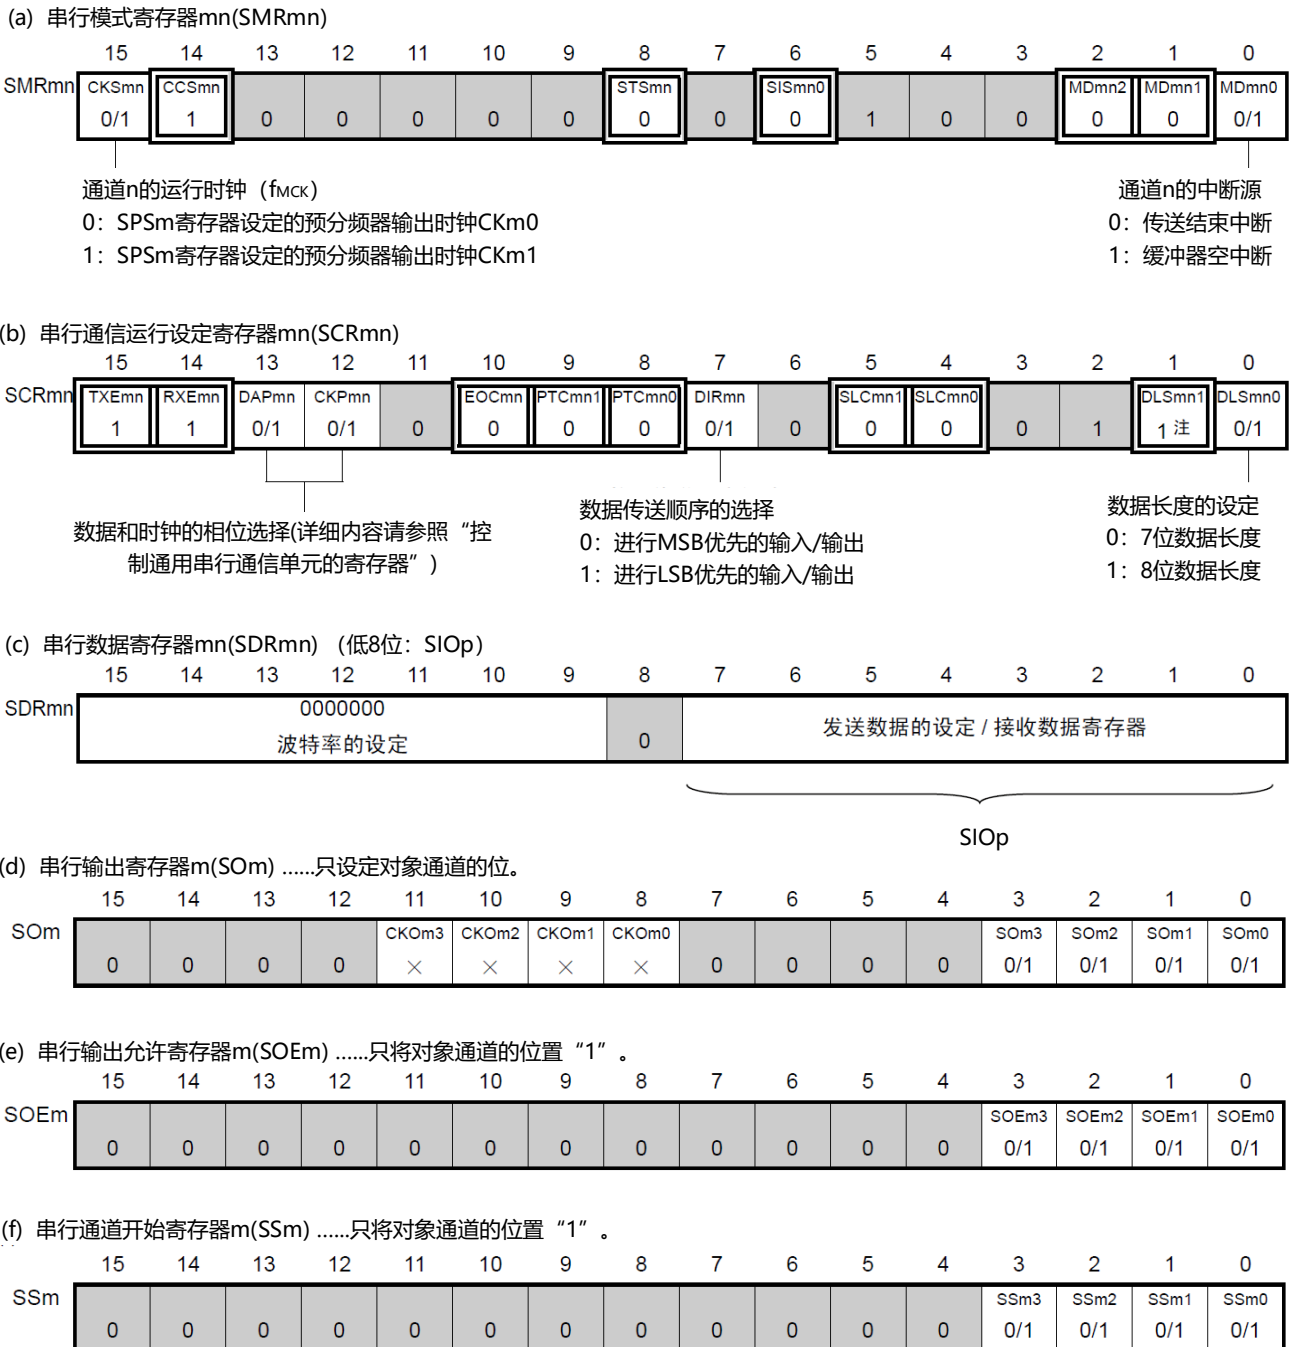 (a) 串行模式寄存器mn(SMRmn)
15 14 13 12 11 10 9 8 7 6 5 4 3 2 1 0
SMRmn CKSmn CCSmn STSmn SISmn0 MDmn2 MDmn1 MDmn0
0/1 1 0 0 0 0 0 0 0 0 1 0 0 0 0 0/1
通道n的运行时钟（fMCK）
0：SPSm寄存器设定的预分频器输出时钟CKm0
1：SPSm寄存器设定的预分频器输出时钟CKm1
通道n的中断源
0：传送结束中断
1：缓冲器空中断
(b) 串行通信运行设定寄存器mn(SCRmn)
15 14 13 12 11 10 9 8 7 6 5 4 3 2 1 0
SCRmn TXEmn RXEmn DAPmn CKPmn EOCmn PTCmn1 PTCmn0 DIRmn SLCmn1 SLCmn0 DLSmn1 DLSmn0
1 1 0/1 0/1 0 0 0 0 0/1 0 0 0 0 1 1注 0/1
数据和时钟的相位选择(详细内容请参照“控
制通用串行通信单元的寄存器”)
数据传送顺序的选择
0：进行MSB优先的输入/输出
1：进行LSB优先的输入/输出
数据长度的设定
0：7位数据长度
1：8位数据长度
(c) 串行数据寄存器mn(SDRmn) （低8位：SIOp）
15 14 13 12 11 10 9 8 7 6 5 4 3 2 1 0
SDRmn 0000000
波特率的设定 0 发送数据的设定 / 接收数据寄存器
SIOp
(d) 串行输出寄存器m(SOm) ......只设定对象通道的位。
15 14 13 12 11 10 9 8 7 6 5 4 3 2 1 0
SOm CKOm3 CKOm2 CKOm1 CKOm0 SOm3 SOm2 SOm1 SOm0
0 0 0 0 × × × × 0 0 0 0 0/1 0/1 0/1 0/1
(e) 串行输出允许寄存器m(SOEm) ......只将对象通道的位置“1”。
15 14 13 12 11 10 9 8 7 6 5 4 3 2 1 0
SOEm SOEm3 SOEm2 SOEm1 SOEm0
0 0 0 0 0 0 0 0 0 0 0 0 0/1 0/1 0/1 0/1
(f) 串行通道开始寄存器m(SSm) ......只将对象通道的位置“1”。
15 14 13 12 11 10 9 8 7 6 5 4 3 2 1 0
SSm SSm3 SSm2 SSm1 SSm0
0 0 0 0 0 0 0 0 0 0 0 0 0/1 0/1 0/1 0/1